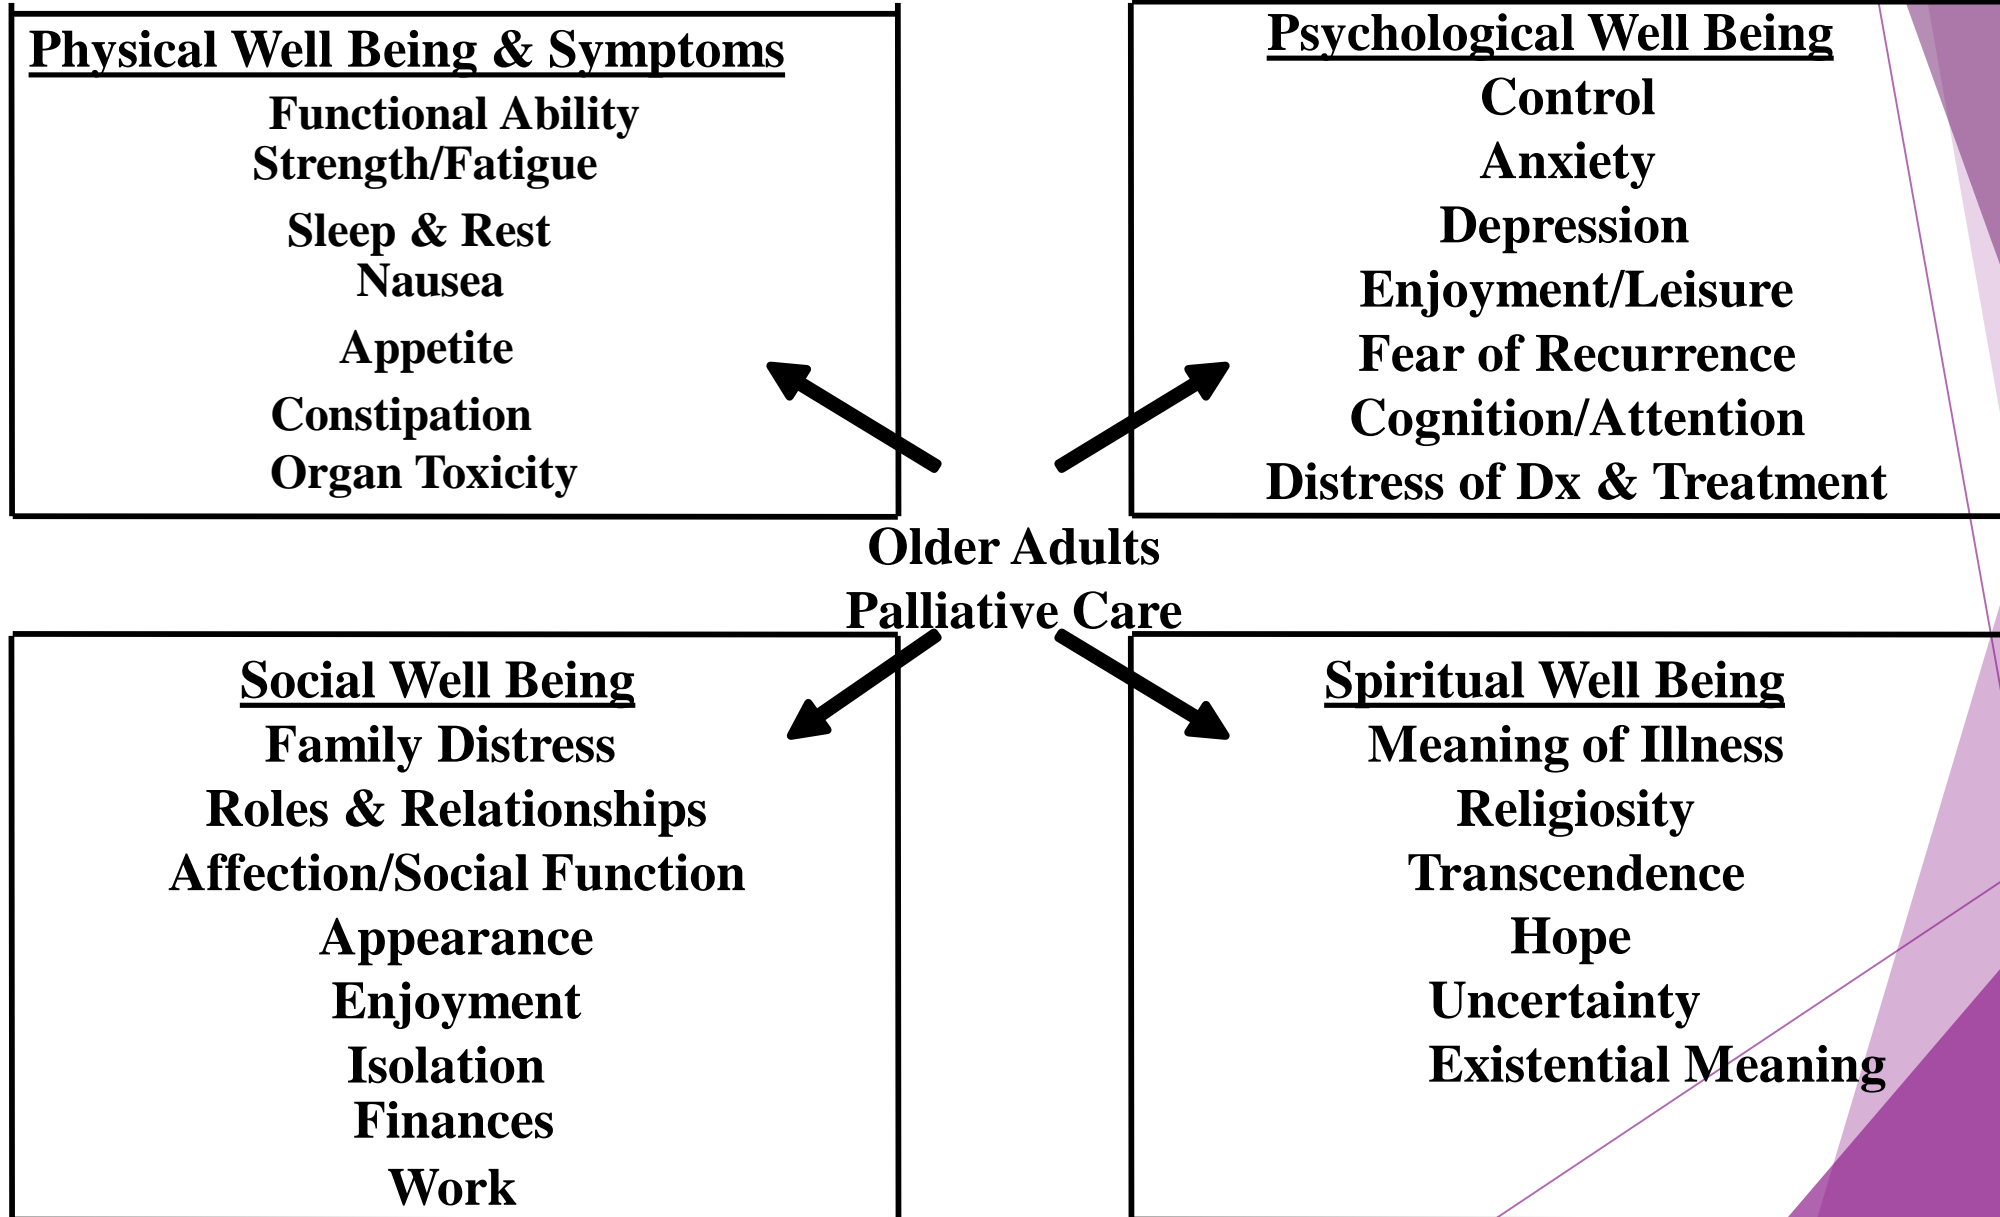 Physical Well Being & Symptoms
Functional Ability
Strength/Fatigue
Sleep & Rest
Nausea
Appetite
Constipation
Organ Toxicity
Psychological Well Being
Control
Anxiety
Depression
Enjoyment/Leisure
Fear of Recurrence
Cognition/Attention
Distress of Dx & Treatment
Older Adults
Palliative Care
Social Well Being
Family Distress
Roles & Relationships
Affection/Social Function
Appearance
Enjoyment
Isolation
Finances
Work
Spiritual Well Being
Meaning of Illness
Religiosity
Transcendence
Hope
Uncertainty
Existential Meaning